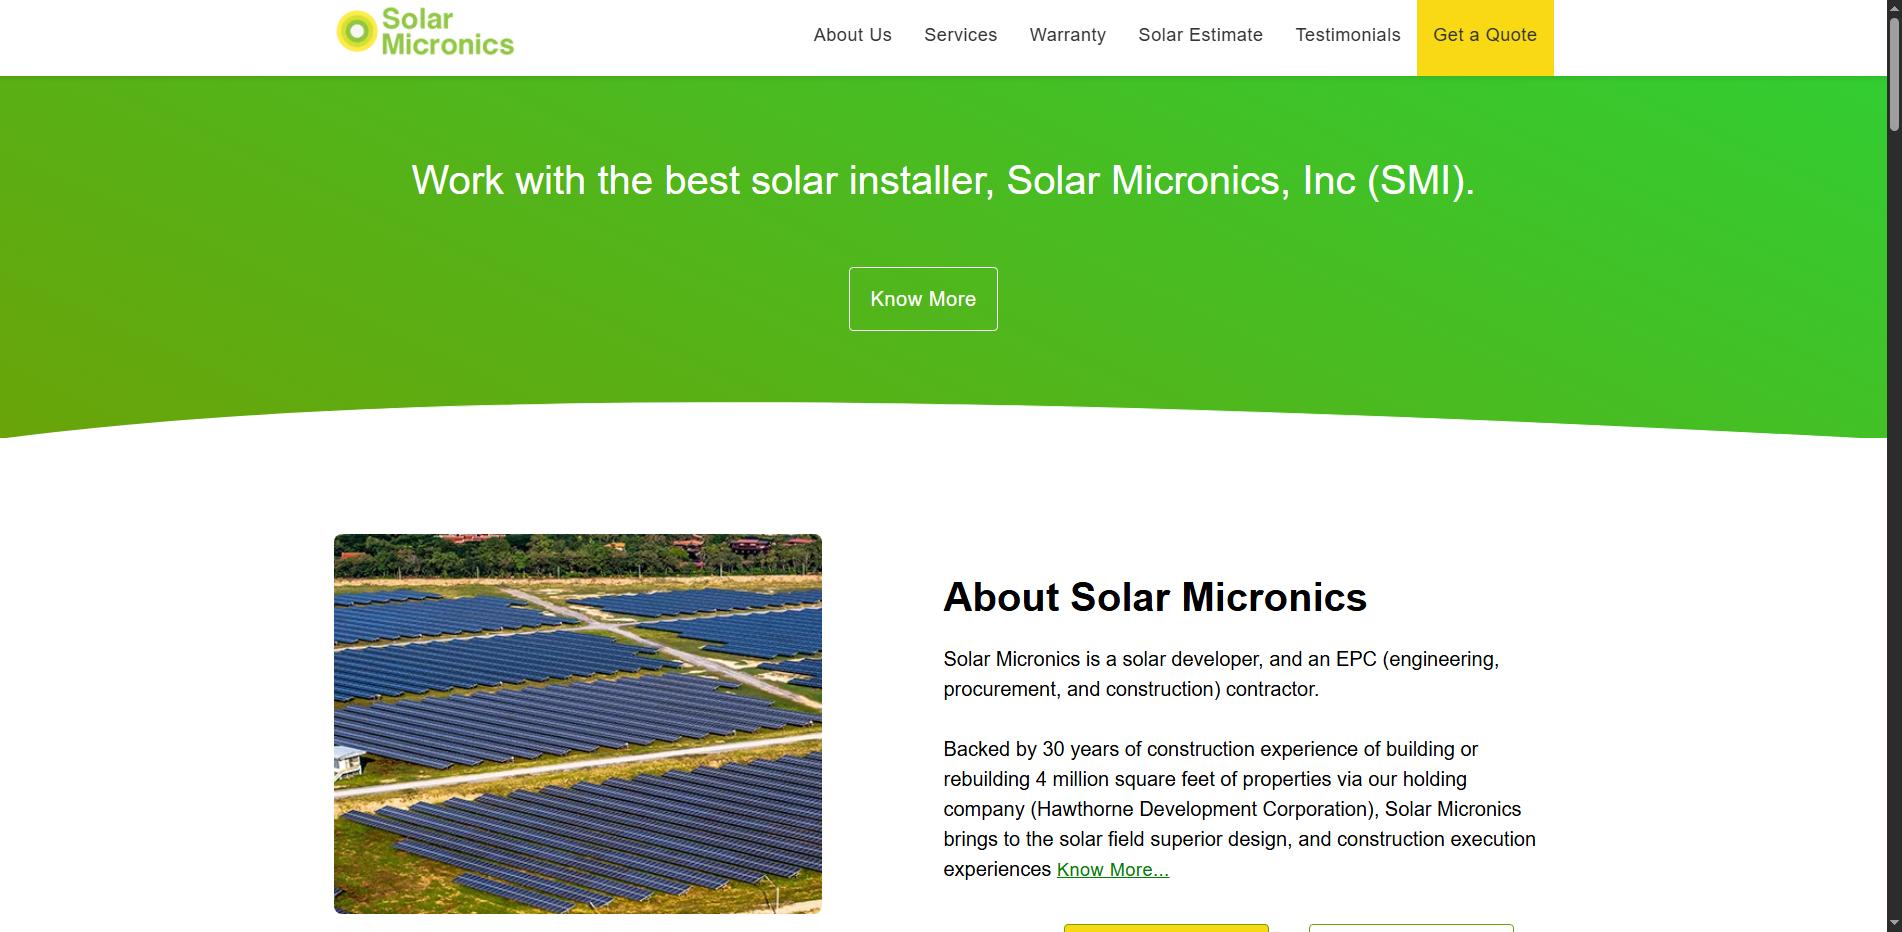 Solar
Micronics
About Us
Services
Warranty
Solar Estimate
Testimonials
Get a Quote
Work with the best solar installer, Solar Micronics, Inc (SMI).
Know More
About Solar Micronics
Solar Micronics is a solar developer, and an EPC (engineering,
procurement, and construction) contractor.
Backed by 30 years of construction experience of building or
rebuilding 4 million square feet of properties via our holding
company (Hawthorne Development Corporation), Solar Micronics
brings to the solar field superior design, and construction execution
experiences Know More...